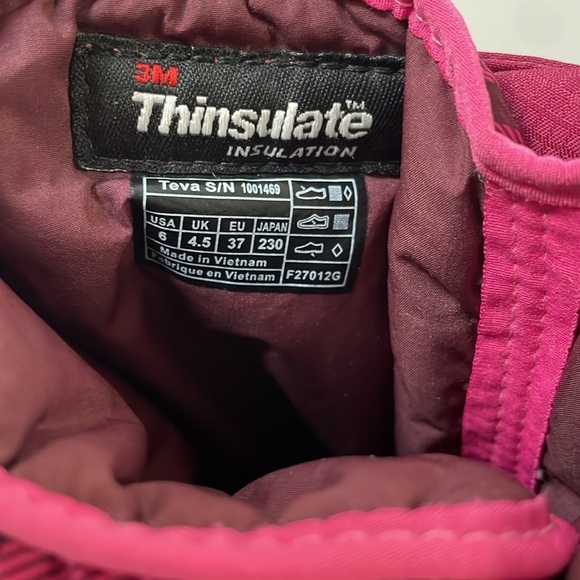 3M
Thinsulate™
INSULATION
Teva S/N 1001469
USA UK EU JAPAN
6 4.5 37 230
Made in Vietnam
Fabrique en Vietnam F27012G